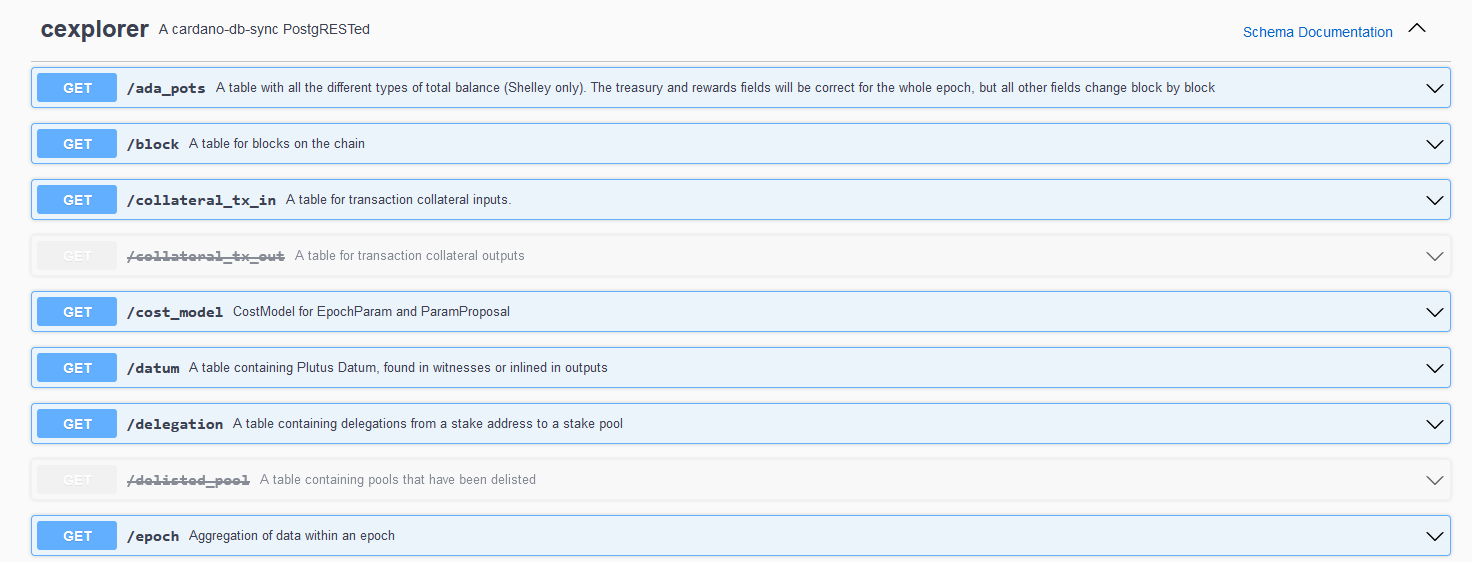 cexplorer A cardano-db-sync PostgRESTed Schema Documentation
GET /ada_pots A table with all the different types of total balance (Shelley only). The treasury and rewards fields will be correct for the whole epoch, but all other fields change block by block
GET /block A table for blocks on the chain
GET /collateral_tx_in A table for transaction collateral inputs.
GET /collateral_tx_out A table for transaction collateral outputs
GET /cost_model CostModel for EpochParam and ParamProposal
GET /datum A table containing Plutus Datum, found in witnesses or inlined in outputs
GET /delegation A table containing delegations from a stake address to a stake pool
GET /delisted_pool A table containing pools that have been delisted
GET /epoch Aggregation of data within an epoch